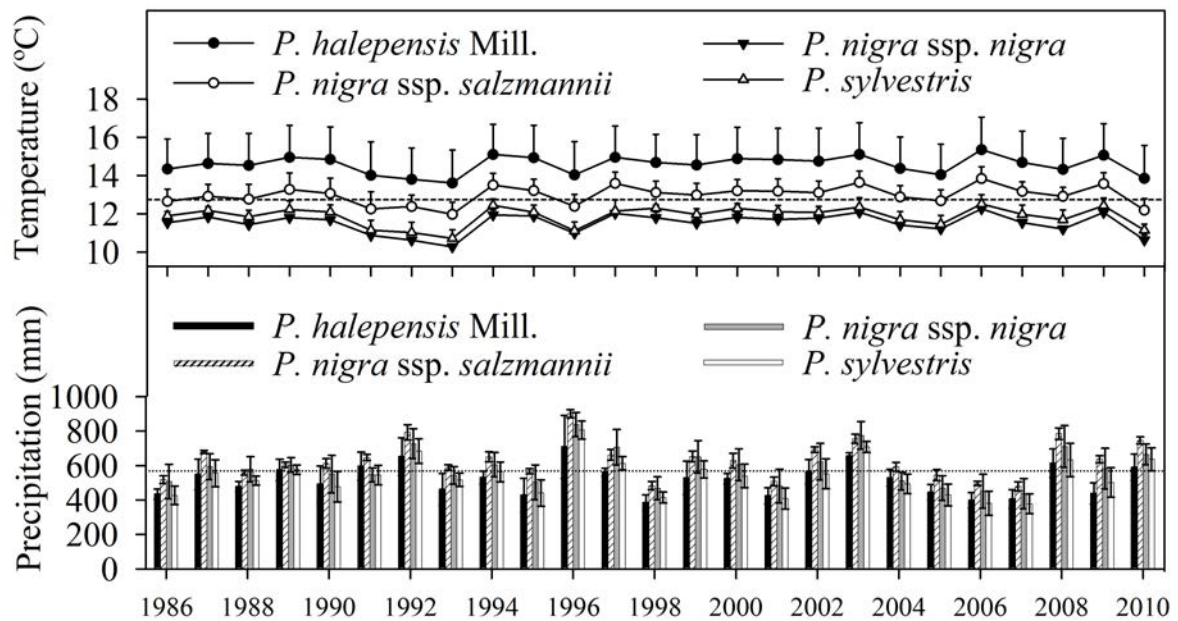 P. halepensis Mill.
P. nigra ssp. nigra
P. nigra ssp. salzmannii
P. sylvestris
Temperature (ºC)
18
16
14
12
10
P. halepensis Mill.
P. nigra ssp. nigra
P. nigra ssp. salzmannii
P. sylvestris
Precipitation (mm)
1000
800
600
400
200
0
1986 1988 1990 1992 1994 1996 1998 2000 2002 2004 2006 2008 2010